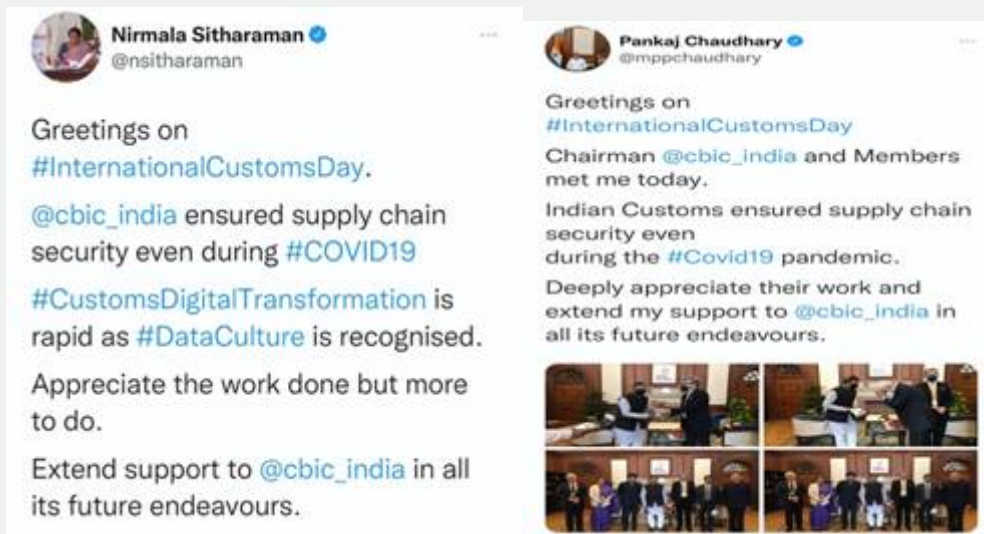 Nirmala Sitharaman
@nsitharaman
Greetings on
#InternationalCustomsDay.
@cbic_india ensured supply chain
security even during #COVID19
#CustomsDigitalTransformation is
rapid as #DataCulture is recognised.
Appreciate the work done but more
to do.
Extend support to @cbic_india in all
its future endeavours.
Pankaj Chaudhary
@mppchaudhary
Greetings on
#InternationalCustomsDay
Chairman @cbic_india and Members
met me today.
Indian Customs ensured supply chain
security even
during the #Covid19 pandemic.
Deeply appreciate their work and
extend my support to @cbic_india in
all its future endeavours.